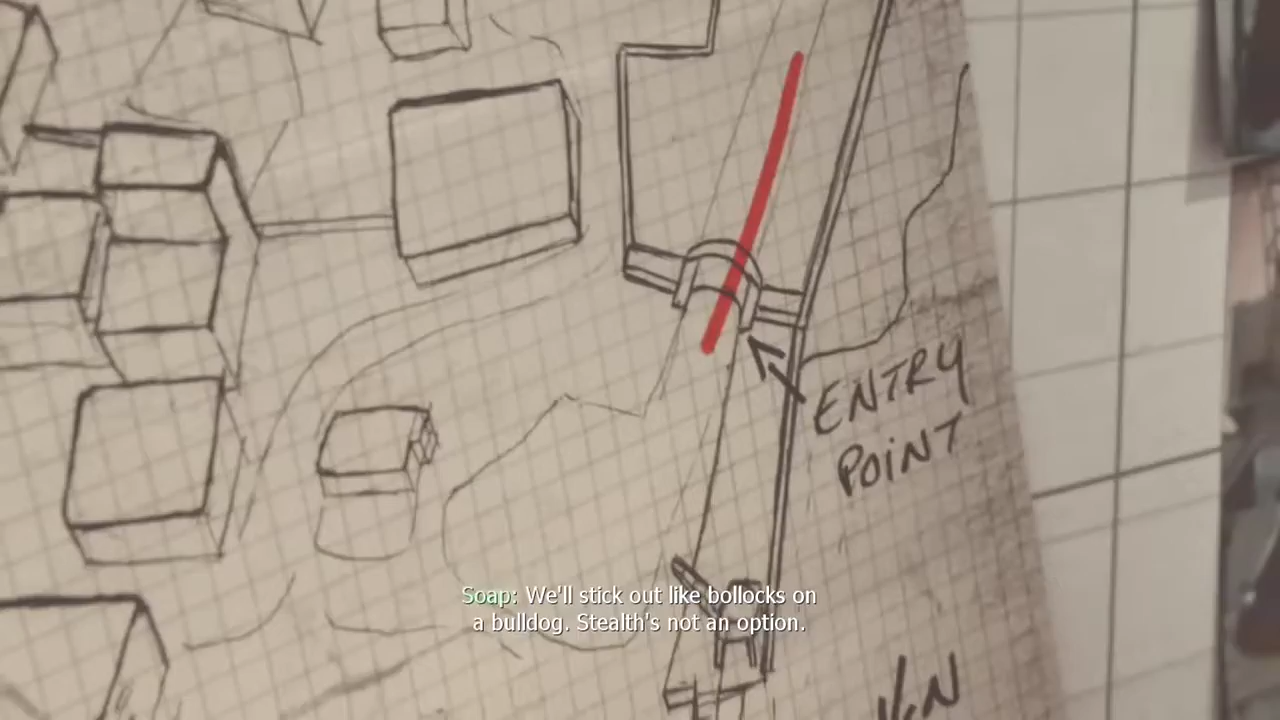 ENTRY
POINT
Soap: We'll stick out like bollocks on
a bulldog. Stealth's not an option.